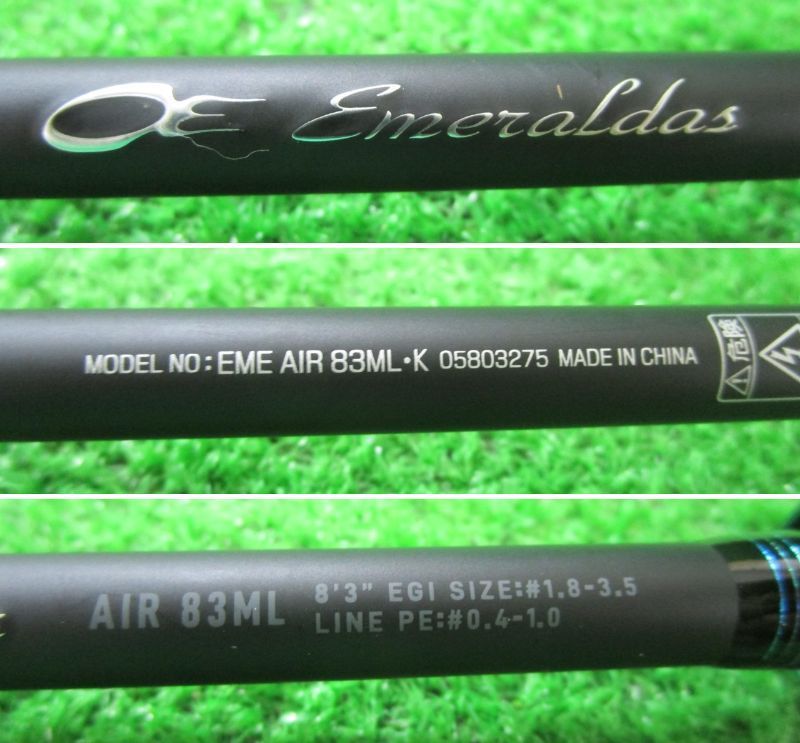 Emeraldas
MODEL NO:EME AIR 83ML·K 05803275 MADE IN CHINA
危険
AIR 83ML
8'3" EGI SIZE:#1.8-3.5
LINE PE:#0.4-1.0